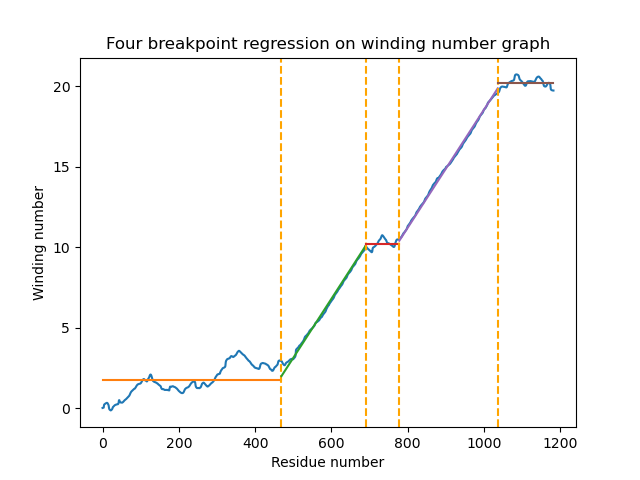 Four breakpoint regression on winding number graph
20
15
10
5
0
Winding number
0 200 400 600 800 1000 1200
Residue number